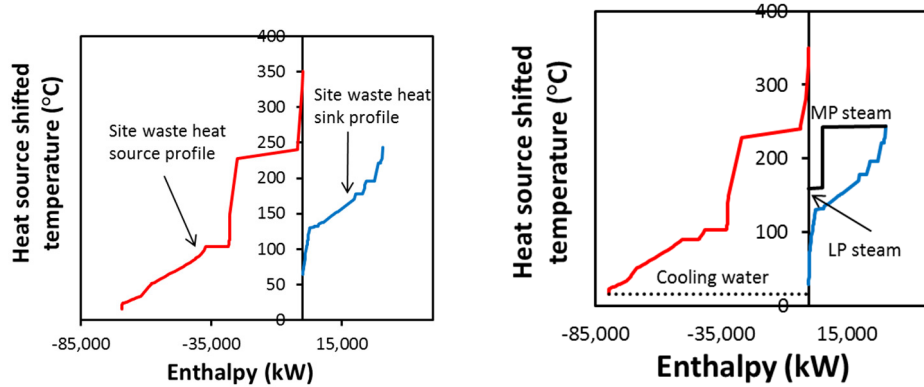 Heat source shifted
temperature (°C)
400
350
300
250
200
150
100
50
0
Site waste heat
source profile
Site waste heat
sink profile
-85,000
-35,000
15,000
Enthalpy (kW)
Heat source shifted
temperature (°C)
400
300
200
100
0
MP steam
LP steam
Cooling water
-85,000
-35,000
15,000
Enthalpy (kW)